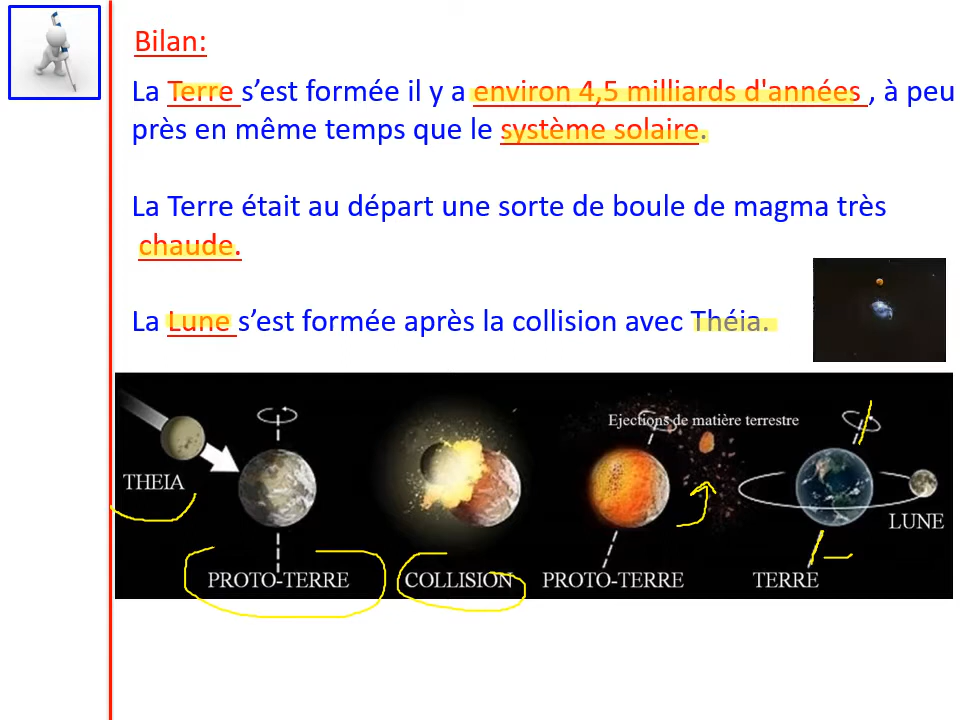 Bilan:
La Terre s’est formée il y a environ 4,5 milliards d'années , à peu
près en même temps que le système solaire.
La Terre était au départ une sorte de boule de magma très
chaude.
La Lune s’est formée après la collision avec Théia.
Ejections de matière terrestre
THEIA
LUNE
PROTO-TERRE COLLISION PROTO-TERRE TERRE